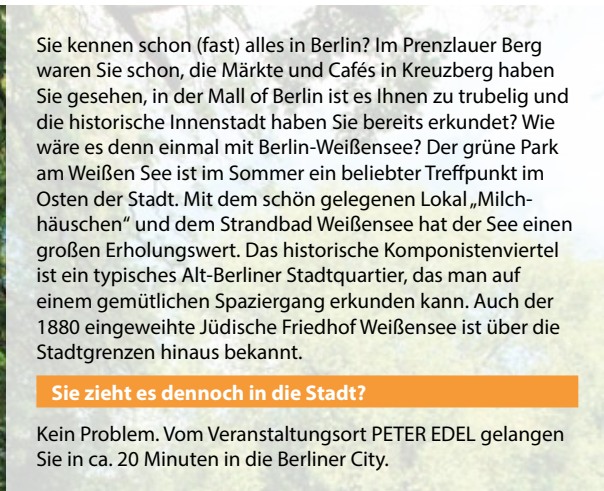 Sie kennen schon (fast) alles in Berlin? Im Prenzlauer Berg
waren Sie schon, die Märkte und Cafés in Kreuzberg haben
Sie gesehen, in der Mall of Berlin ist es Ihnen zu trubelig und
die historische Innenstadt haben Sie bereits erkundet? Wie
wäre es denn einmal mit Berlin-Weißensee? Der grüne Park
am Weißen See ist im Sommer ein beliebter Treffpunkt im
Osten der Stadt. Mit dem schön gelegenen Lokal „Milch-
häuschen“ und dem Strandbad Weißensee hat der See einen
großen Erholungswert. Das historische Komponistenviertel
ist ein typisches Alt-Berliner Stadtquartier, das man auf
einem gemütlichen Spaziergang erkunden kann. Auch der
1880 eingeweihte Jüdische Friedhof Weißensee ist über die
Stadtgrenzen hinaus bekannt.
Sie zieht es dennoch in die Stadt?
Kein Problem. Vom Veranstaltungsort PETER EDEL gelangen
Sie in ca. 20 Minuten in die Berliner City.